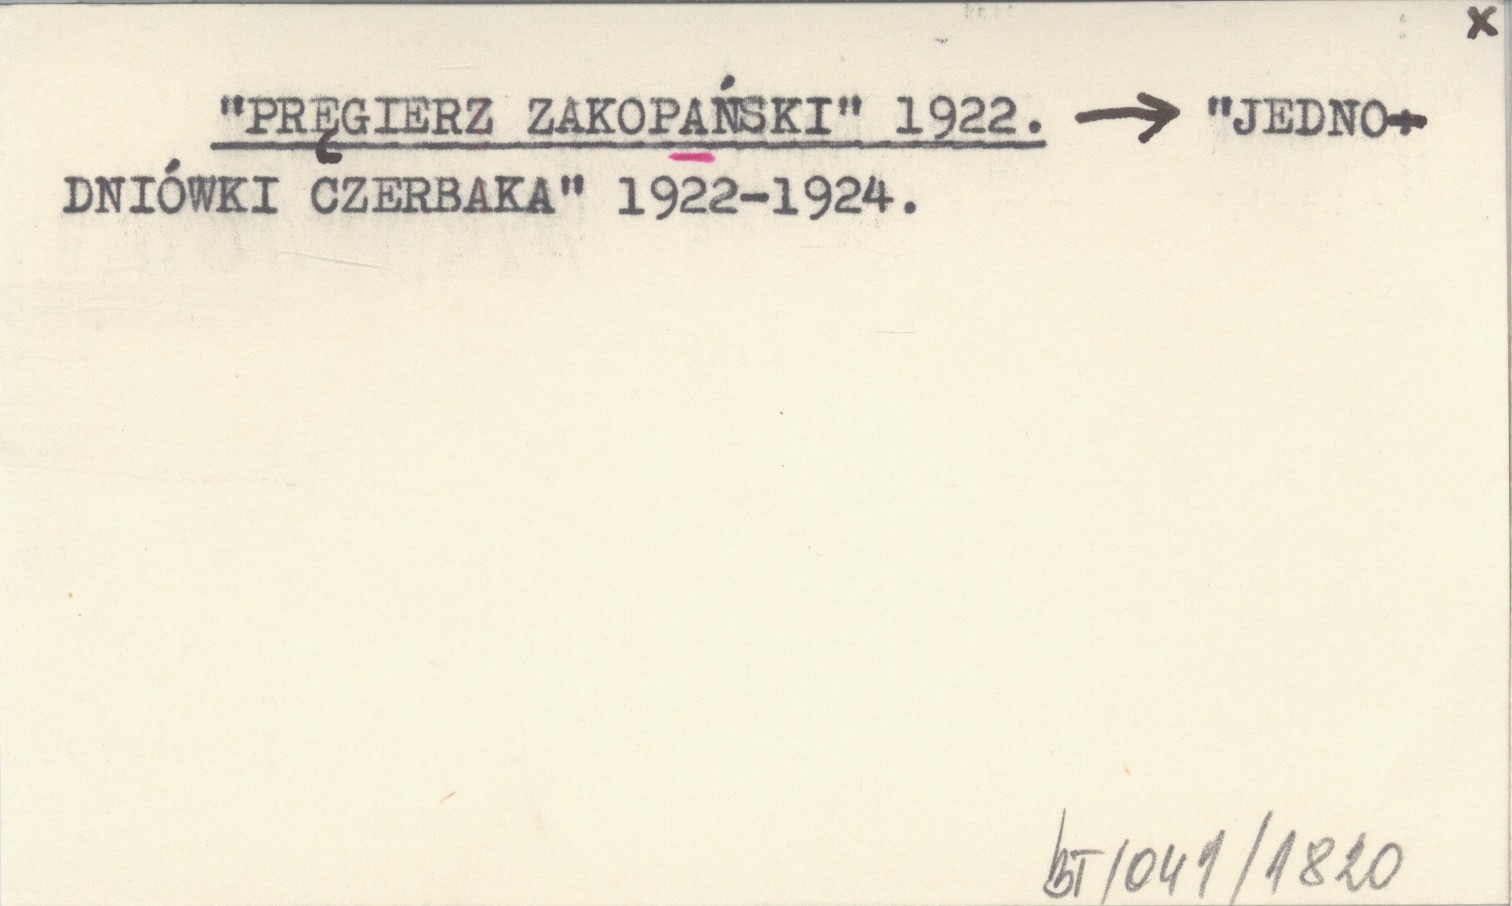 x
"PRĘGIERZ ZAKOPAŃSKI" 1922. → "JEDNO-
DNIÓWKI CZERBAKA" 1922-1924.
BT/041/1820